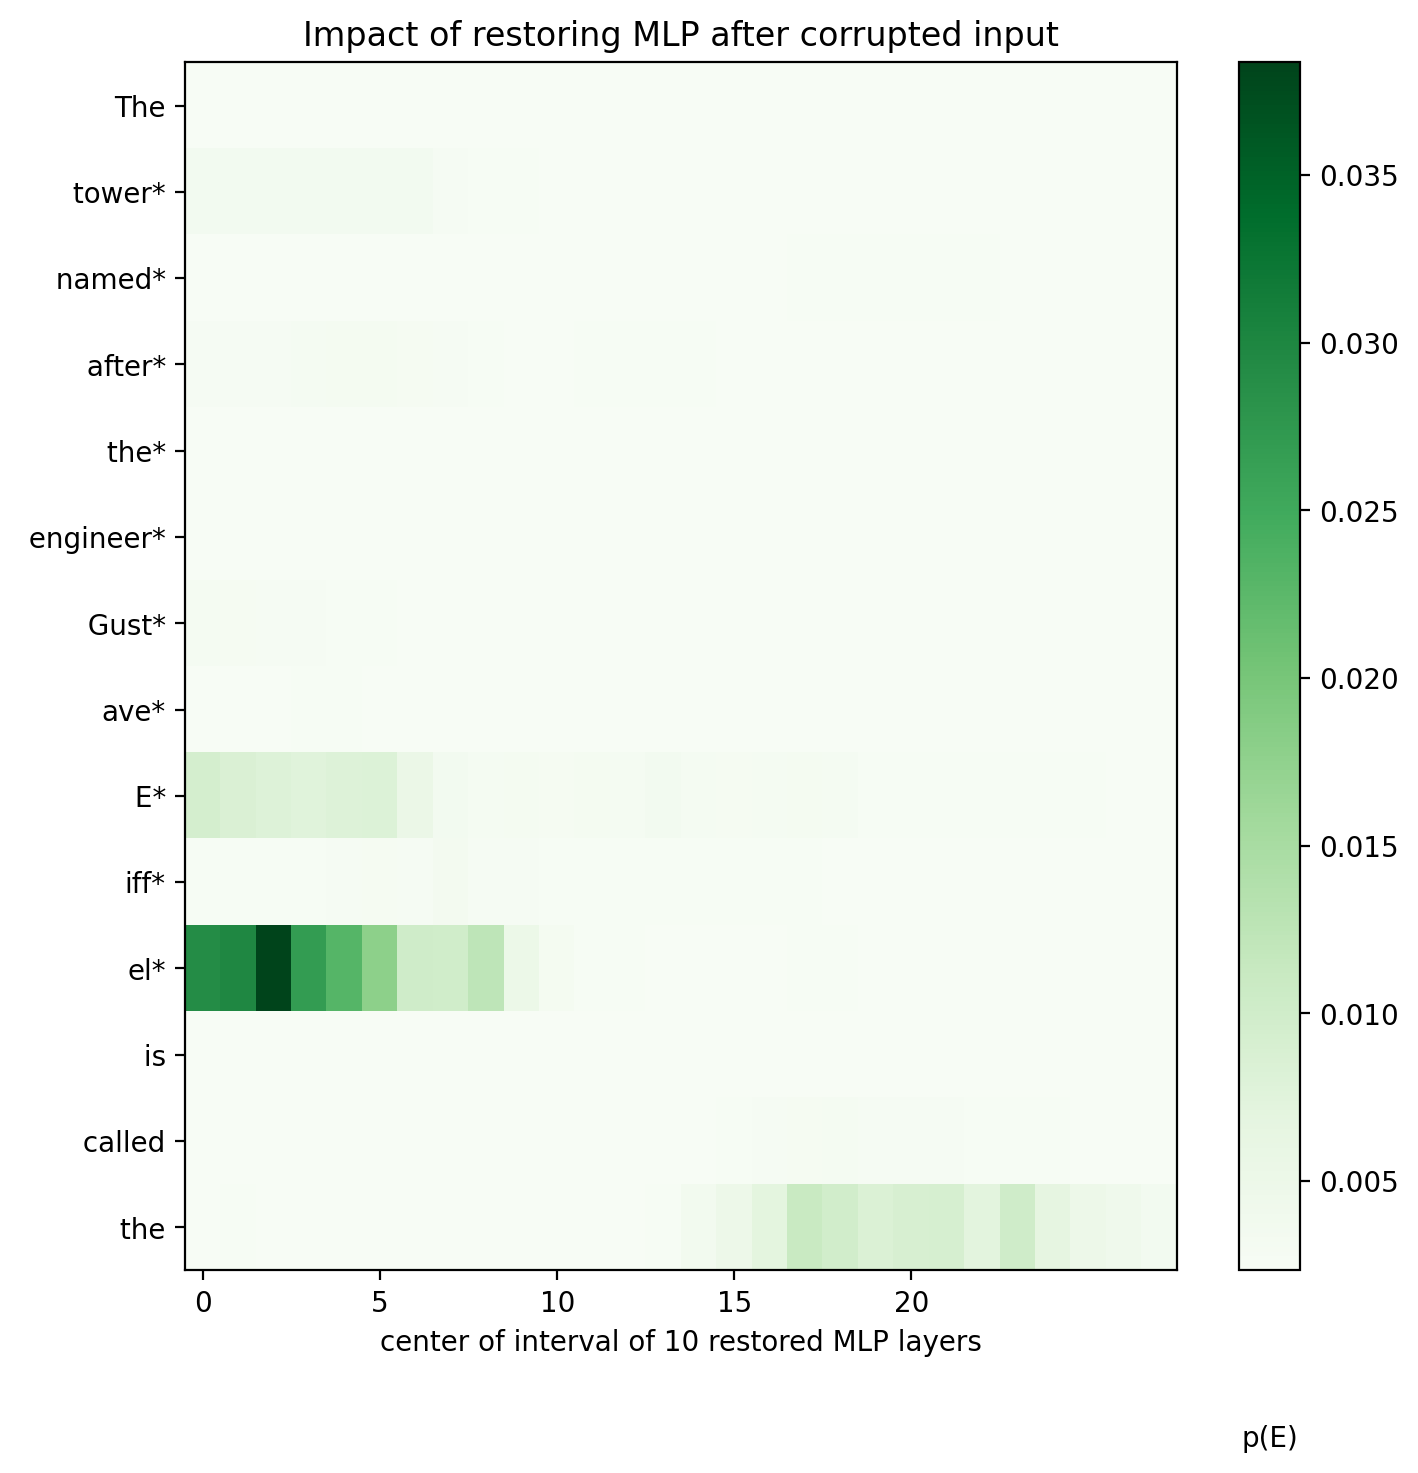 Impact of restoring MLP after corrupted input
The
tower*
named*
after*
the*
engineer*
Gust*
ave*
E*
iff*
el*
is
called
the
0 5 10 15 20
center of interval of 10 restored MLP layers
0.035
0.030
0.025
0.020
0.015
0.010
0.005
p(E)